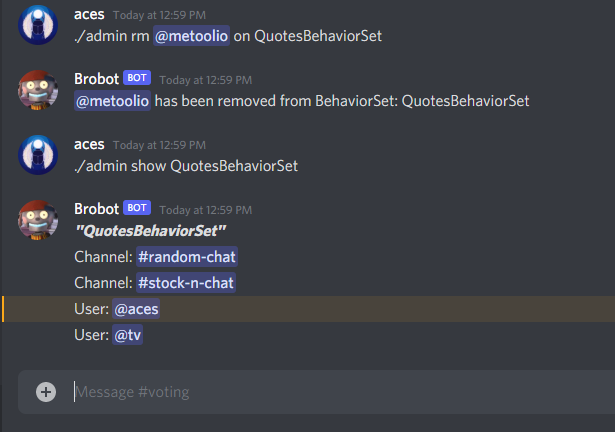 aces Today at 12:59 PM
./admin rm @metoolio on QuotesBehaviorSet
Brobot BOT Today at 12:59 PM
@metoolio has been removed from BehaviorSet: QuotesBehaviorSet
aces Today at 12:59 PM
./admin show QuotesBehaviorSet
Brobot BOT Today at 12:59 PM
"QuotesBehaviorSet"
Channel: #random-chat
Channel: #stock-n-chat
User: @aces
User: @tv
Message #voting